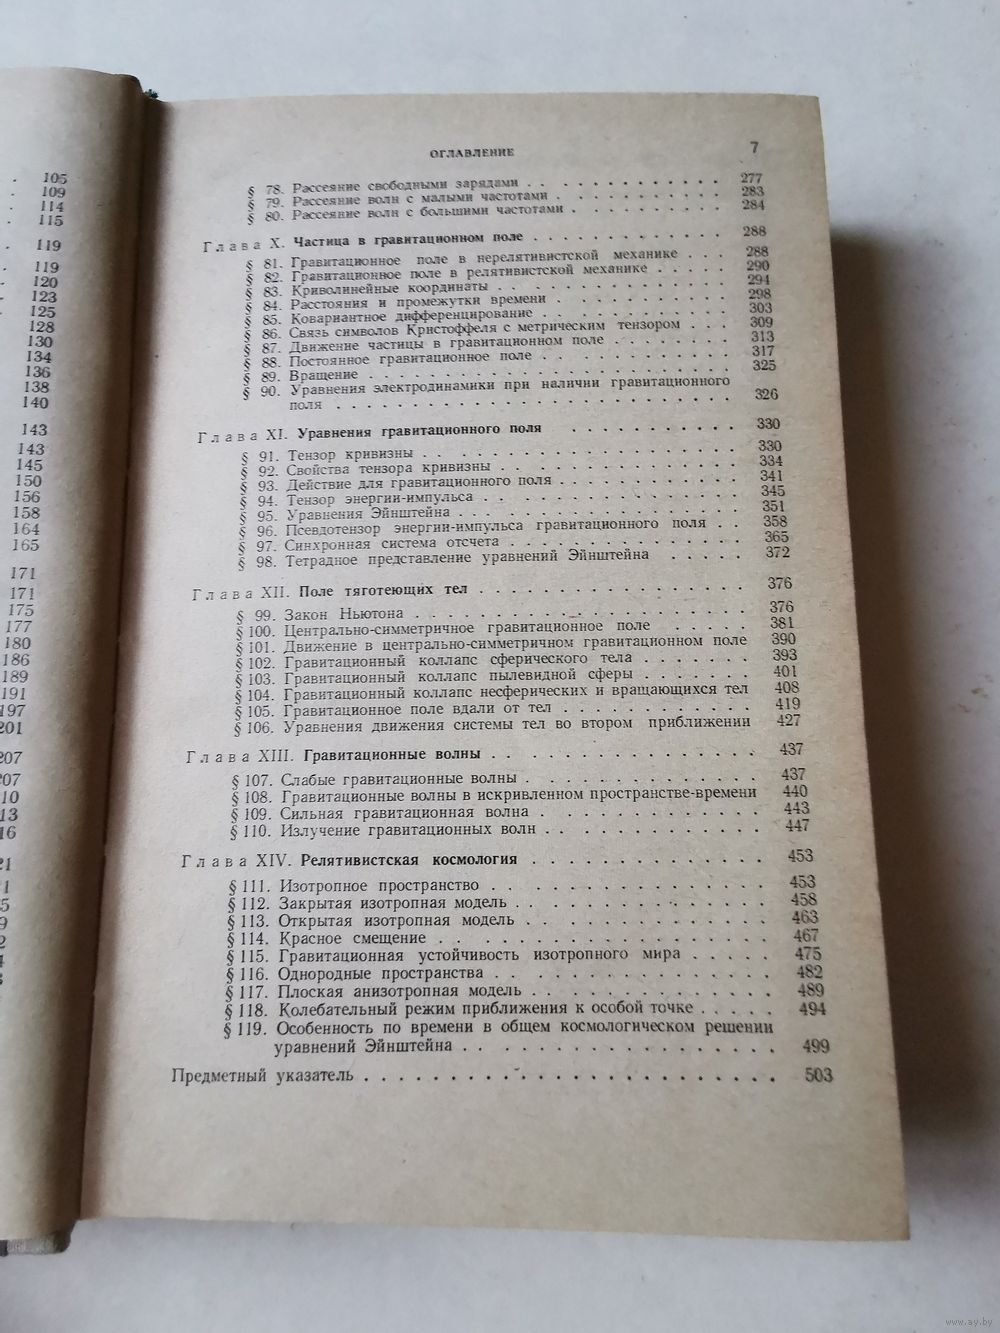 105
109
114
115
119
119
120
123
125
128
130
134
136
138
140
143
143
145
150
156
158
164
165
171
171
175
177
180
186
189
191
197
201
207
207
ОГЛАВЛЕНИЕ 7
§ 78. Рассеяние свободными зарядами . . . . . . . . . . . . 277
§ 79. Рассеяние волн с малыми частотами . . . . . . . . . . 283
§ 80. Рассеяние волн с большими частотами . . . . . . . . . 284
Глава X. Частица в гравитационном поле . . . . . . . . . . . 288
§ 81. Гравитационное поле в нерелятивистской механике . . . 288
§ 82. Гравитационное поле в релятивистской механике . . . . 290
§ 83. Криволинейные координаты . . . . . . . . . . . . . . 294
§ 84. Расстояния и промежутки времени . . . . . . . . . . . 298
§ 85. Ковариантное дифференцирование . . . . . . . . . . . 303
§ 86. Связь символов Кристоффеля с метрическим тензором . . . 309
§ 87. Движение частицы в гравитационном поле . . . . . . . 313
§ 88. Постоянное гравитационное поле . . . . . . . . . . . 317
§ 89. Вращение . . . . . . . . . . . . . . . . . . . . . . 325
§ 90. Уравнения электродинамики при наличии гравитационного
поля . . . . . . . . . . . . . . . . . . . . . . . . 326
Глава XI. Уравнения гравитационного поля . . . . . . . . . . . 330
§ 91. Тензор кривизны . . . . . . . . . . . . . . . . . . . 330
§ 92. Свойства тензора кривизны . . . . . . . . . . . . . . 334
§ 93. Действие для гравитационного поля . . . . . . . . . . 341
§ 94. Тензор энергии-импульса . . . . . . . . . . . . . . . 345
§ 95. Уравнения Эйнштейна . . . . . . . . . . . . . . . . . 351
§ 96. Псевдотензор энергии-импульса гравитационного поля . . 358
§ 97. Синхронная система отсчета . . . . . . . . . . . . . 365
§ 98. Тетрадное представление уравнений Эйнштейна . . . . . 372
Глава XII. Поле тяготеющих тел . . . . . . . . . . . . . . . 376
§ 99. Закон Ньютона . . . . . . . . . . . . . . . . . . . . 376
§ 100. Центрально-симметричное гравитационное поле . . . . . 381
§ 101. Движение в центрально-симметричном гравитационном поле 390
§ 102. Гравитационный коллапс сферического тела . . . . . . . 393
§ 103. Гравитационный коллапс пылевидной сферы . . . . . . . 401
§ 104. Гравитационный коллапс несферических и вращающихся тел 408
§ 105. Гравитационное поле вдали от тел . . . . . . . . . . . 419
§ 106. Уравнения движения системы тел во втором приближении 427
Глава XIII. Гравитационные волны . . . . . . . . . . . . . . . 437
§ 107. Слабые гравитационные волны . . . . . . . . . . . . . 437
§ 108. Гравитационные волны в искривленном пространстве-времени 440
§ 109. Сильная гравитационная волна . . . . . . . . . . . . . 443
§ 110. Излучение гравитационных волн . . . . . . . . . . . . 447
Глава XIV. Релятивистская космология . . . . . . . . . . . . . 453
§ 111. Изотропное пространство . . . . . . . . . . . . . . . 453
§ 112. Закрытая изотропная модель . . . . . . . . . . . . . . 458
§ 113. Открытая изотропная модель . . . . . . . . . . . . . . 463
§ 114. Красное смещение . . . . . . . . . . . . . . . . . . . 467
§ 115. Гравитационная устойчивость изотропного мира . . . . . 475
§ 116. Однородные пространства . . . . . . . . . . . . . . . 482
§ 117. Плоская анизотропная модель . . . . . . . . . . . . . 489
§ 118. Колебательный режим приближения к особой точке . . . . . 494
§ 119. Особенность по времени в общем космологическом решении
уравнений Эйнштейна . . . . . . . . . . . . . . . . . 499
Предметный указатель . . . . . . . . . . . . . . . . . . . . . 503
www.ay.by